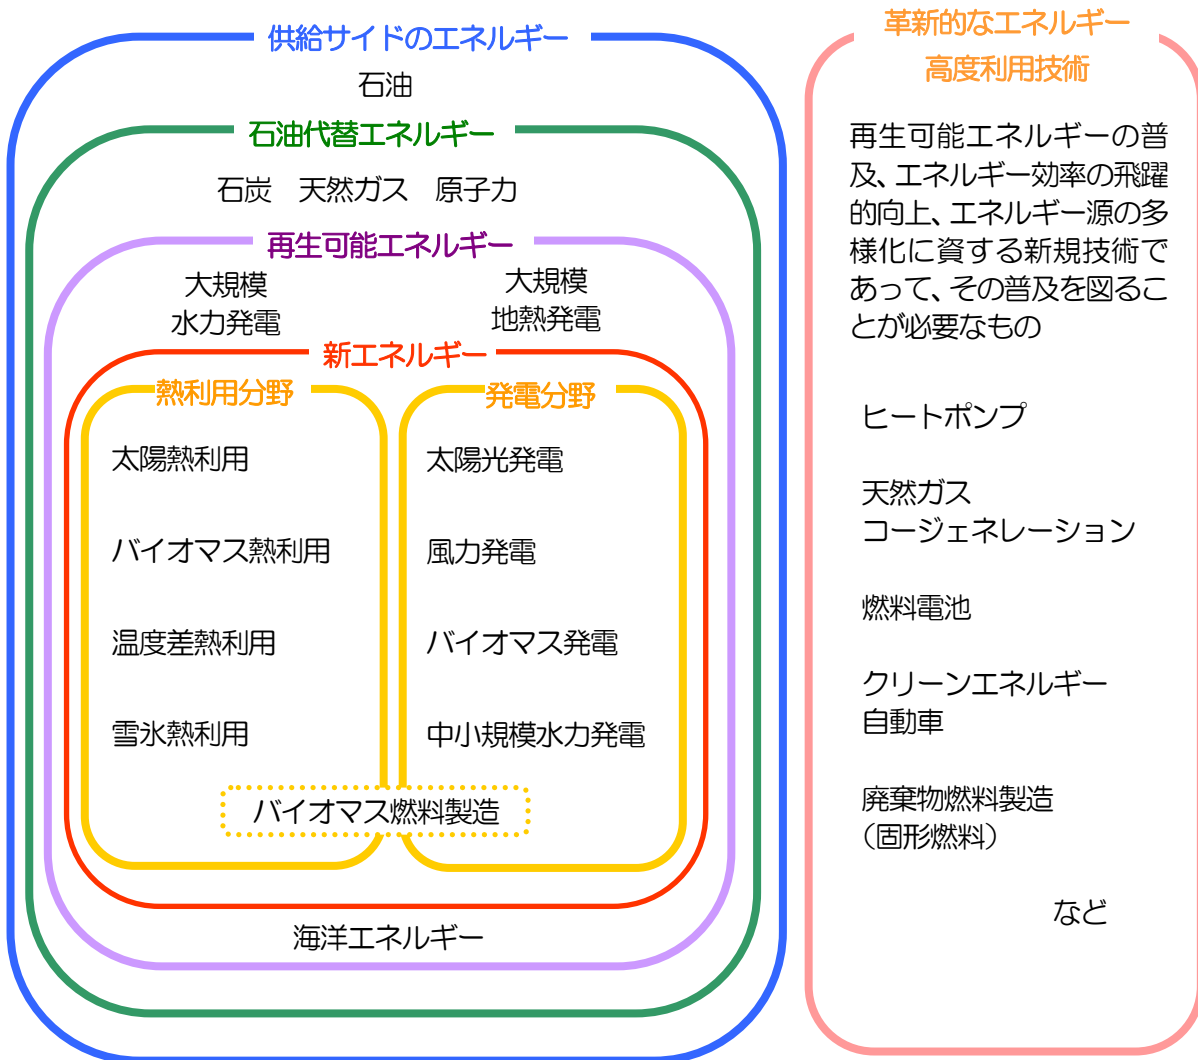 供給サイドのエネルギー
石油
石油代替エネルギー
石炭　天然ガス　原子力
再生可能エネルギー
大規模
水力発電
大規模
地熱発電
新エネルギー
熱利用分野
太陽熱利用
バイオマス熱利用
温度差熱利用
雪氷熱利用
発電分野
太陽光発電
風力発電
バイオマス発電
中小規模水力発電
バイオマス燃料製造
海洋エネルギー
革新的なエネルギー
高度利用技術
再生可能エネルギーの普
及、エネルギー効率の飛躍
的向上、エネルギー源の多
様化に資する新規技術で
あって、その普及を図るこ
とが必要なもの
ヒートポンプ
天然ガス
コージェネレーション
燃料電池
クリーンエネルギー
自動車
廃棄物燃料製造
（固形燃料）
など